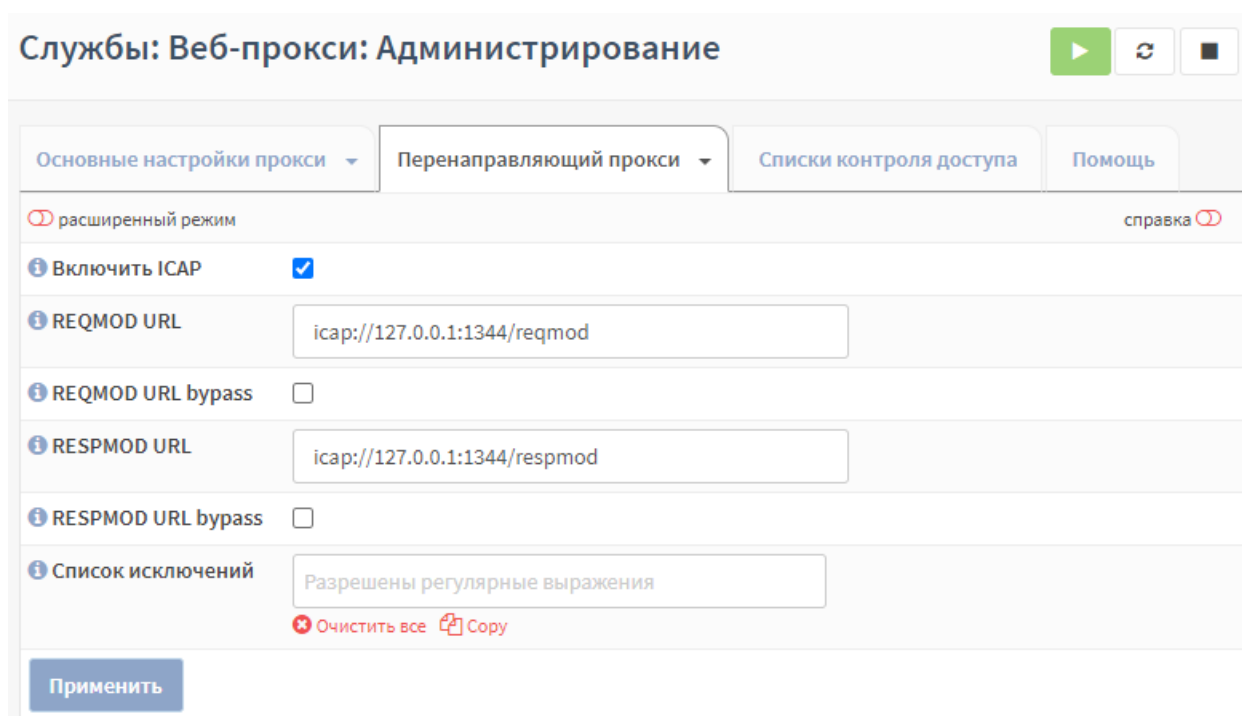 Службы: Веб-прокси: Администрирование
Основные настройки прокси Перенаправляющий прокси Списки контроля доступа Помощь
расширенный режим справка
Включить ICAP
REQMOD URL icap://127.0.0.1:1344/reqmod
REQMOD URL bypass
RESPMOD URL icap://127.0.0.1:1344/respmod
RESPMOD URL bypass
Список исключений Разрешены регулярные выражения
Очистить все Copy
Применить